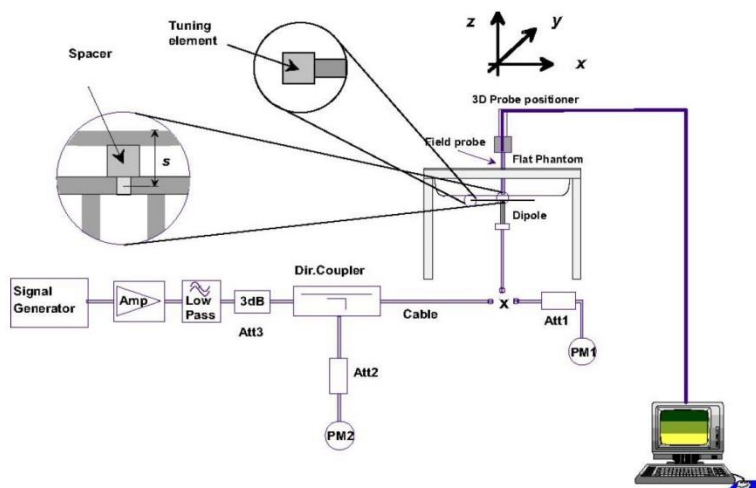 Tuning
element
Spacer
s
z
y
x
3D Probe positioner
Field probe
Flat Phantom
Dipole
Signal
Generator
Amp
Low
Pass
3dB
Att3
Dir.Coupler
Cable
x
Att1
PM1
Att2
PM2